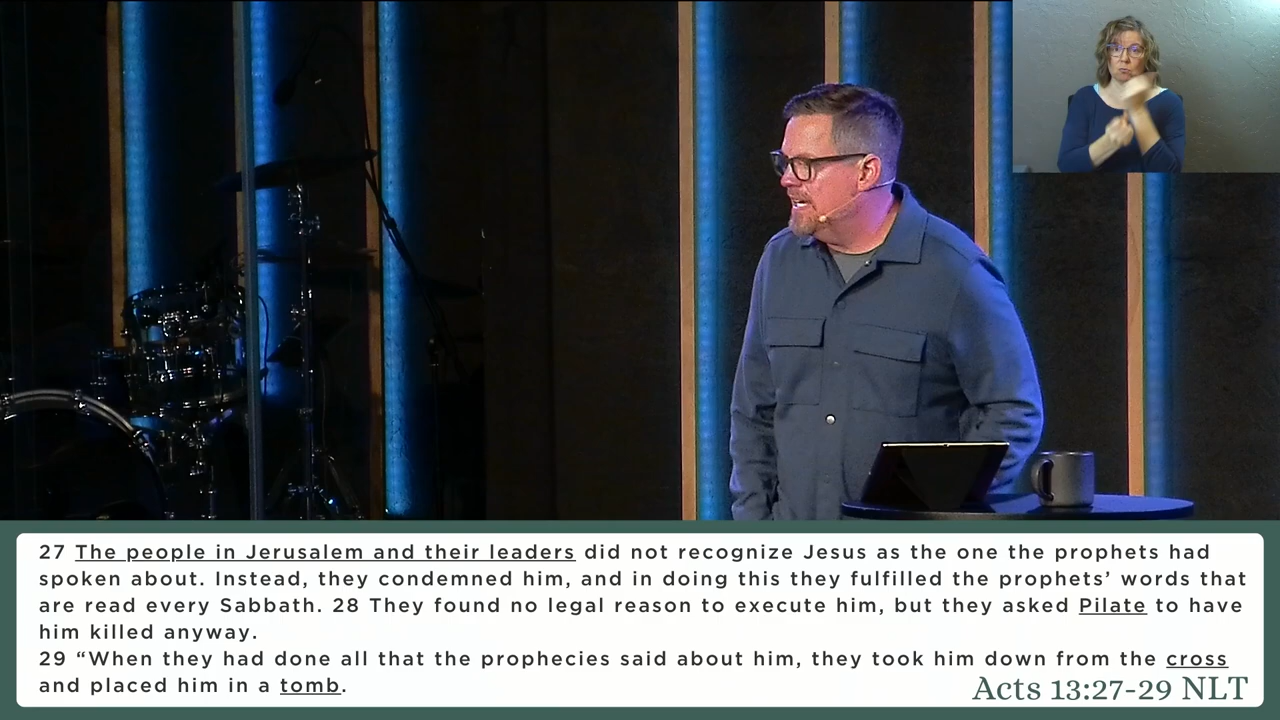 27 The people in Jerusalem and their leaders did not recognize Jesus as the one the prophets had
spoken about. Instead, they condemned him, and in doing this they fulfilled the prophets’ words that
are read every Sabbath. 28 They found no legal reason to execute him, but they asked Pilate to have
him killed anyway.
29 “When they had done all that the prophecies said about him, they took him down from the cross
and placed him in a tomb.
Acts 13:27-29 NLT